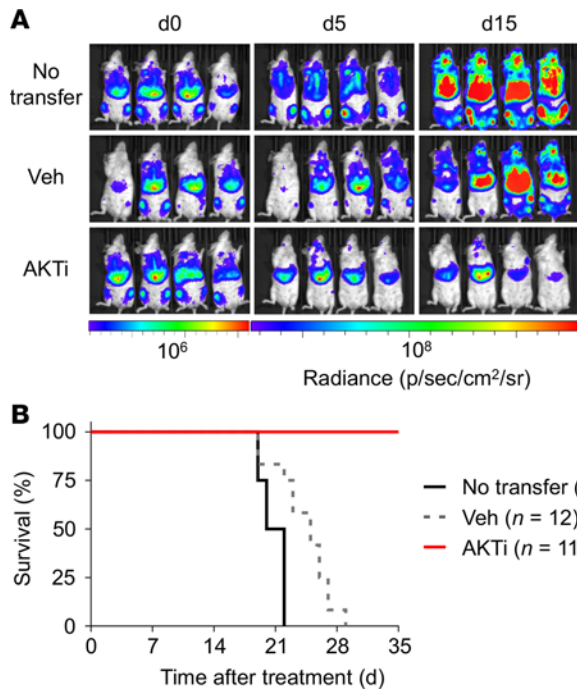 A
d0 d5 d15
No
transfer
Veh
AKTi
10⁶ 10⁸
Radiance (p/sec/cm²/sr)
B
100
75
50
25
0
Survival (%)
0 7 14 21 28 35
Time after treatment (d)
No transfer (
Veh (n = 12)
AKTi (n = 11